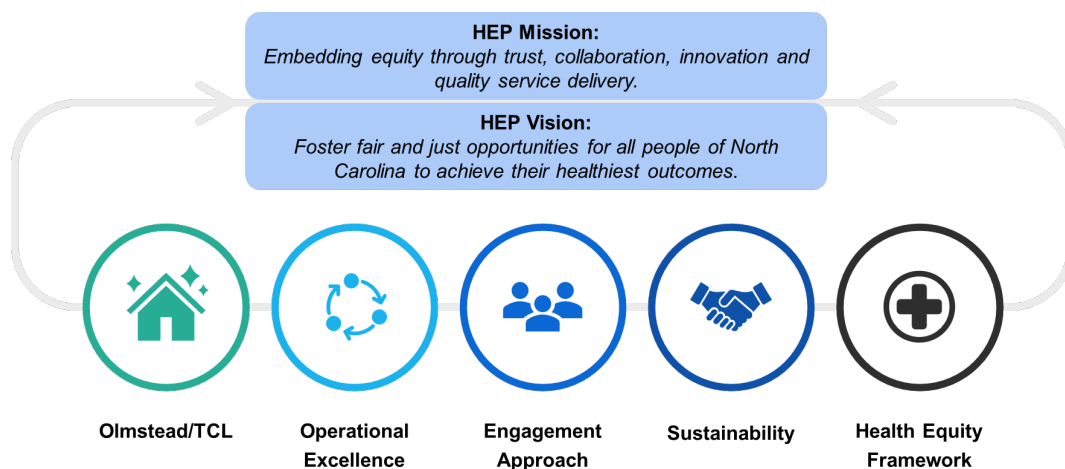 HEP Mission:
Embedding equity through trust, collaboration, innovation and
quality service delivery.
HEP Vision:
Foster fair and just opportunities for all people of North
Carolina to achieve their healthiest outcomes.
Olmstead/TCL
Operational
Excellence
Engagement
Approach
Sustainability
Health Equity
Framework